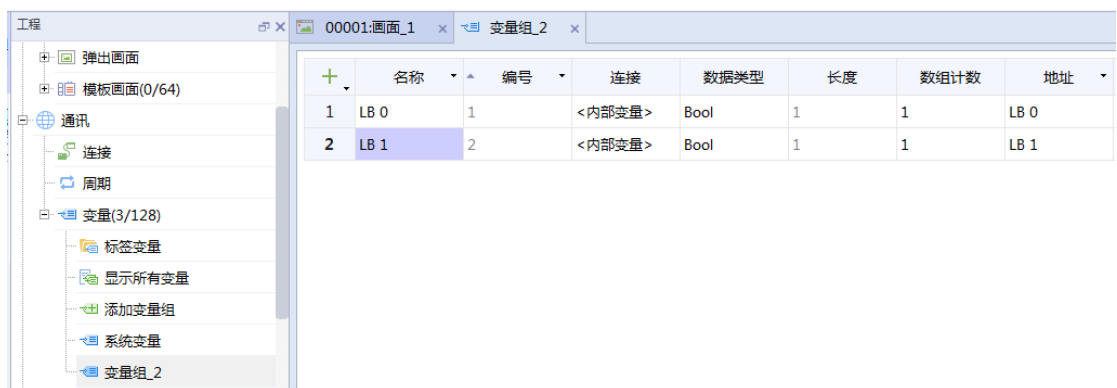 工程
弹出画面
模板画面(0/64)
通讯
连接
周期
变量(3/128)
标签变量
显示所有变量
添加变量组
系统变量
变量组_2
00001:画面_1 变量组_2
名称 编号 连接 数据类型 长度 数组计数 地址
1 LB 0 1 <内部变量> Bool 1 1 LB 0
2 LB 1 2 <内部变量> Bool 1 1 LB 1